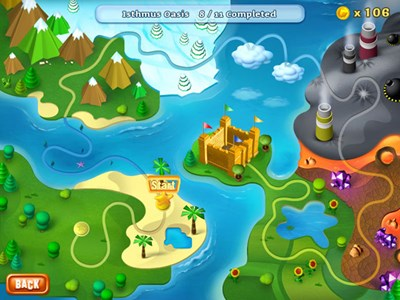 Isthmus Oasis 8 / 11 Completed
x 106
Start
BACK